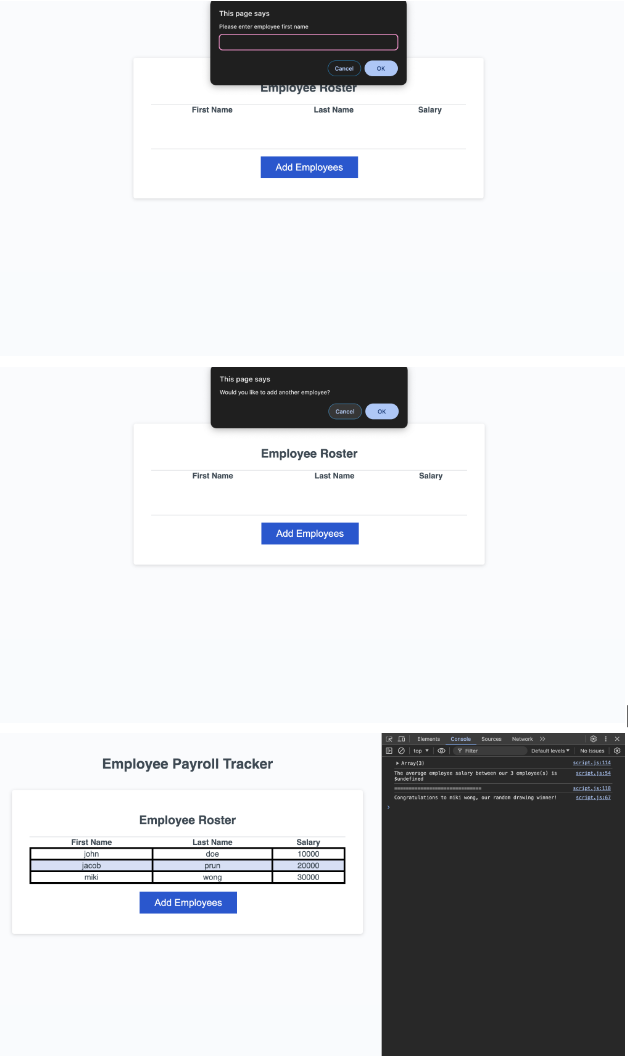 This page says
Please enter employee first name
Cancel OK
Employee Roster
First Name Last Name Salary
Add Employees
This page says
Would you like to add another employee?
Cancel OK
Employee Roster
First Name Last Name Salary
Add Employees
Employee Payroll Tracker
Employee Roster
First Name Last Name Salary
john doe 10000
jacob prun 20000
miki wong 30000
Add Employees
Elements Console Sources Network
top Filter Default levels No Issues
Array(3) script.js:114
The average employee salary between our 3 employee(s) is script.js:54
$undefined
============================== script.js:118
Congratulations to miki wong, our random drawing winner! script.js:67